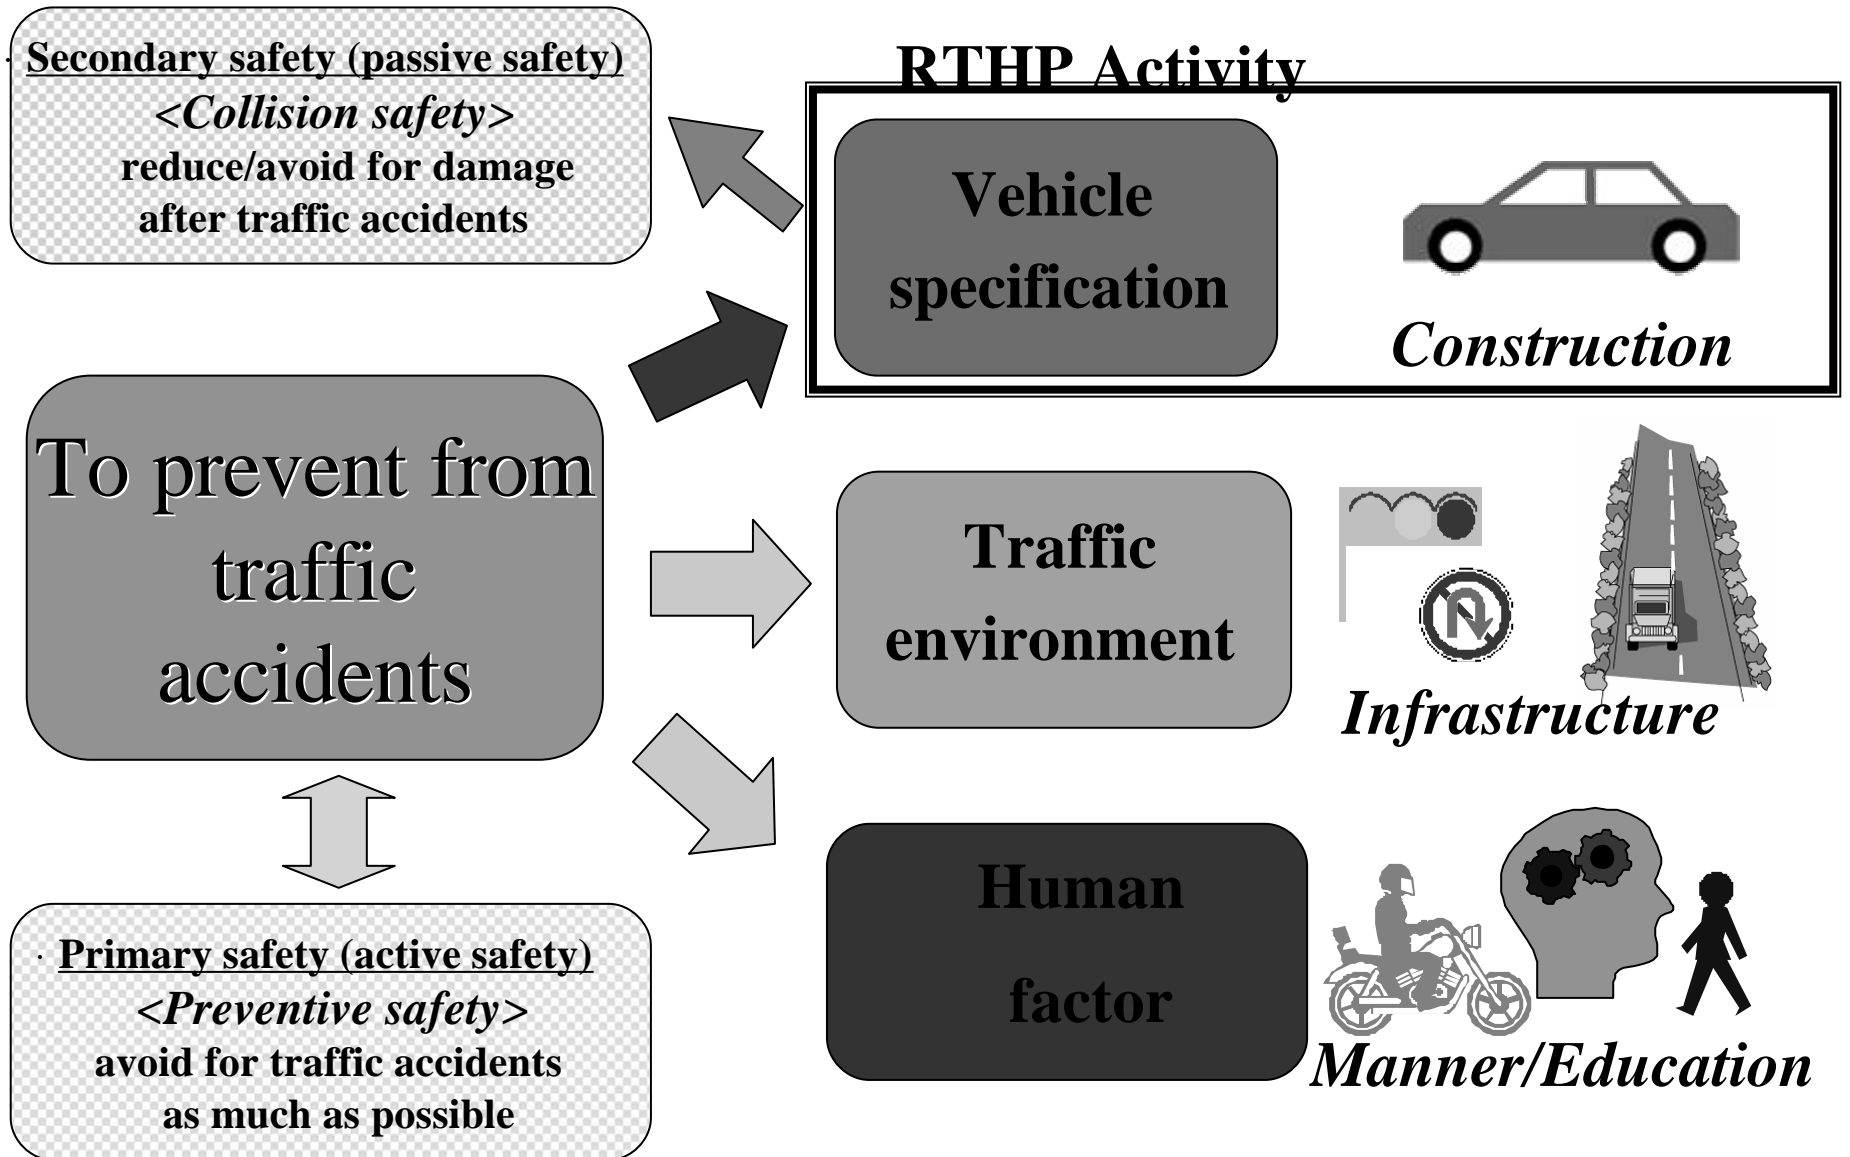 · Secondary safety (passive safety)
<Collision safety>
reduce/avoid for damage
after traffic accidents
RTHP Activity
Vehicle
specification
Construction
To prevent from
traffic
accidents
Traffic
environment
Infrastructure
Human
factor
Manner/Education
· Primary safety (active safety)
<Preventive safety>
avoid for traffic accidents
as much as possible